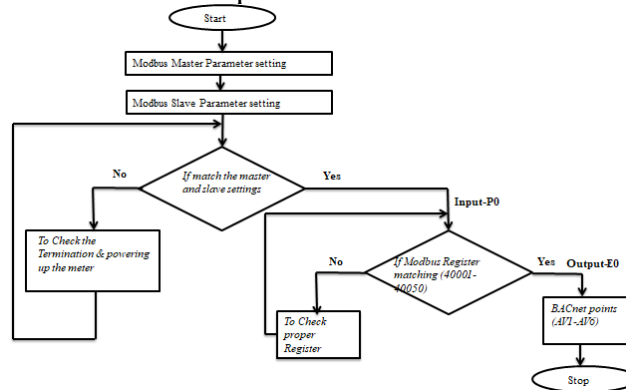 Start
Modbus Master Parameter setting
Modbus Slave Parameter setting
No
If match the master
and slave settings
Yes
Input-P0
To Check the
Termination & powering
up the meter
No
If Modbus Register
matching (40001-
40050)
Yes
Output-E0
To Check
proper
Register
BACnet points
(AV1-AV6)
Stop